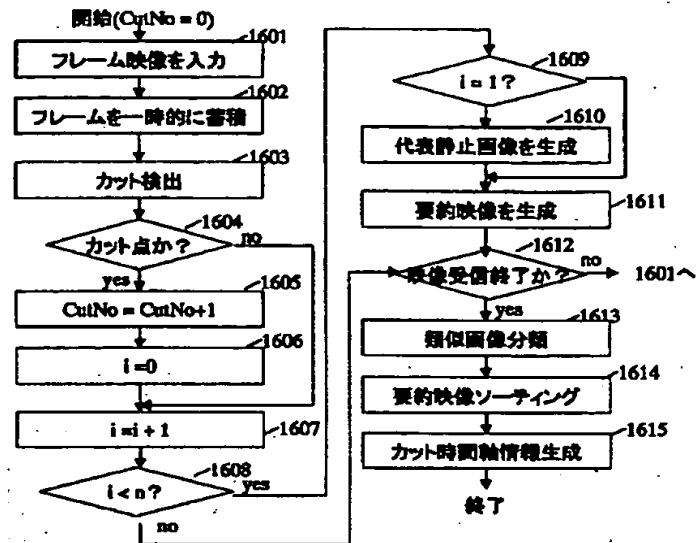 開始(CutNo = 0)
1601
フレーム映像を入力
1602
フレームを一時的に蓄積
1603
カット検出
1604
カット点か？
no
yes
1605
CutNo = CutNo+1
1606
i=0
i=i+1
1607
1608
i<n?
yes
no
1609
i=1?
1610
代表静止画像を生成
要約映像を生成
1611
1612
映像受信終了か？
no
1601へ
yes
1613
類似画像分類
1614
要約映像ソーティング
1615
カット時間軸情報生成
終了